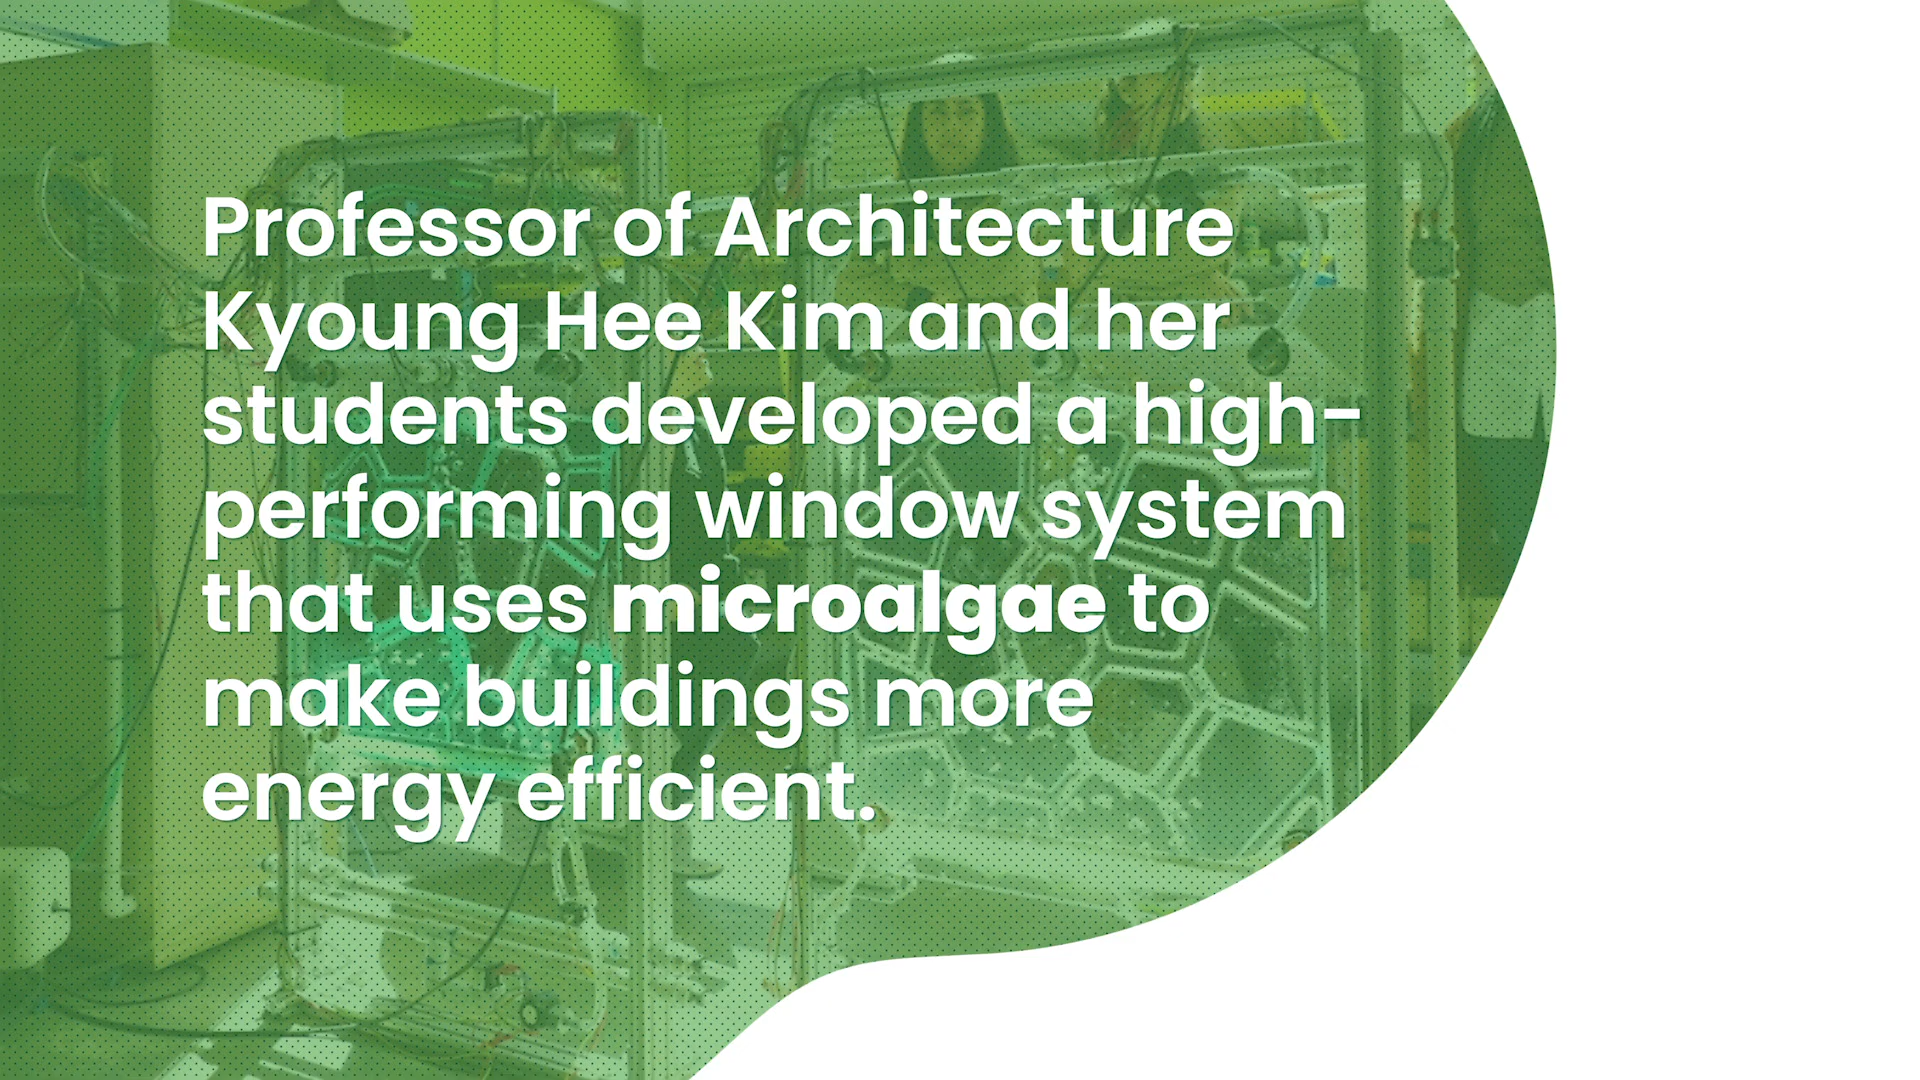 Professor of Architecture
Kyoung Hee Kim and her
students developed a high-
performing window system
that uses microalgae to
make buildings more
energy efficient.